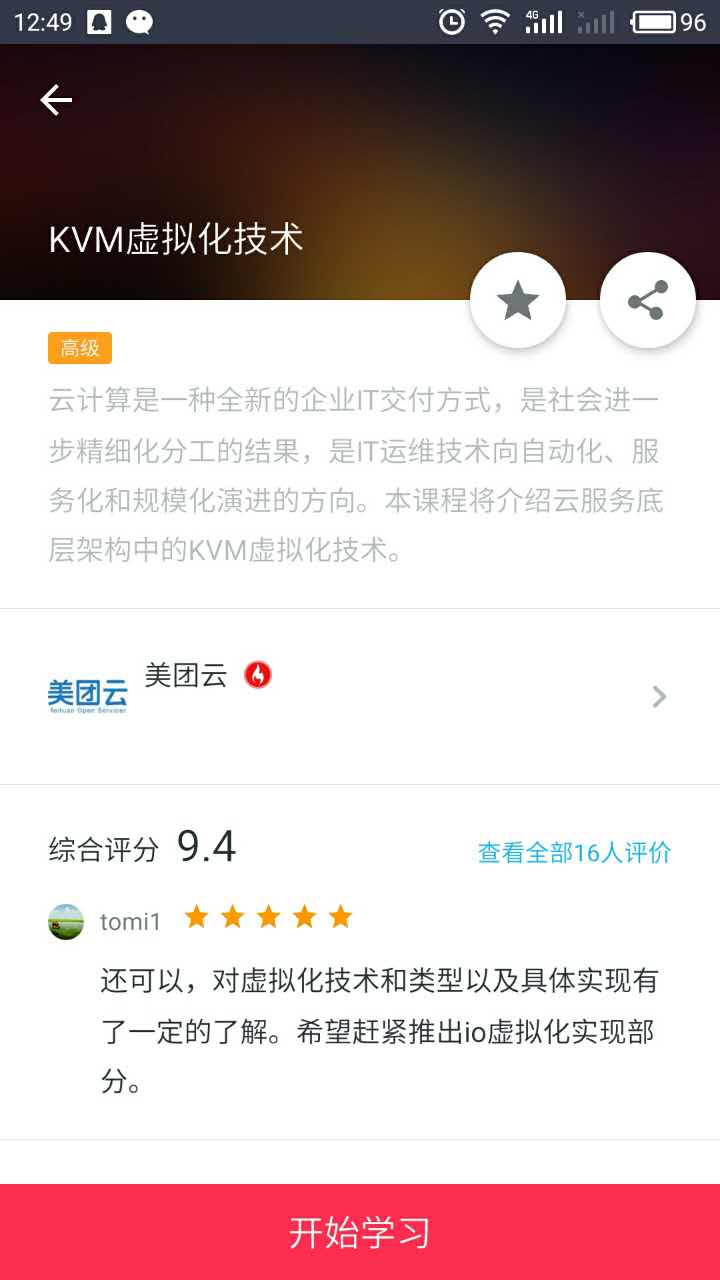 12:49
4G
96
KVM虚拟化技术
高级
云计算是一种全新的企业IT交付方式，是社会进一
步精细化分工的结果，是IT运维技术向自动化、服
务化和规模化演进的方向。本课程将介绍云服务底
层架构中的KVM虚拟化技术。
美团云
Meituan Open Services
美团云
综合评分 9.4
查看全部16人评价
tomi1
还可以，对虚拟化技术和类型以及具体实现有
了一定的了解。希望赶紧推出io虚拟化实现部
分。
开始学习